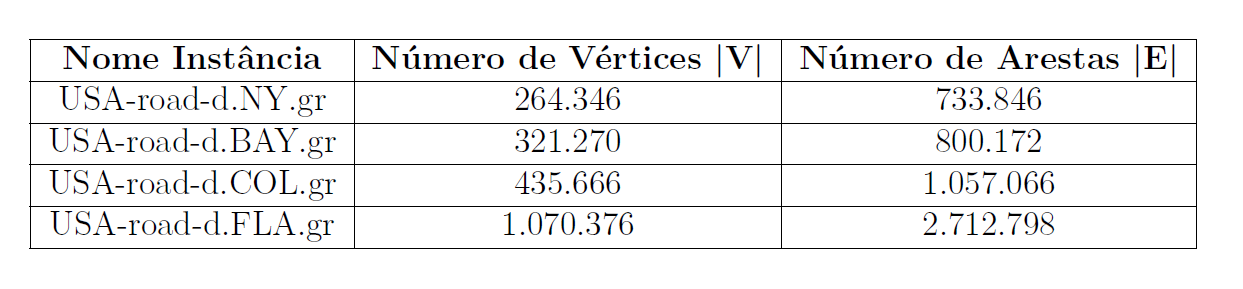 Nome Instância Número de Vértices |V| Número de Arestas |E|
USA-road-d.NY.gr 264.346 733.846
USA-road-d.BAY.gr 321.270 800.172
USA-road-d.COL.gr 435.666 1.057.066
USA-road-d.FLA.gr 1.070.376 2.712.798